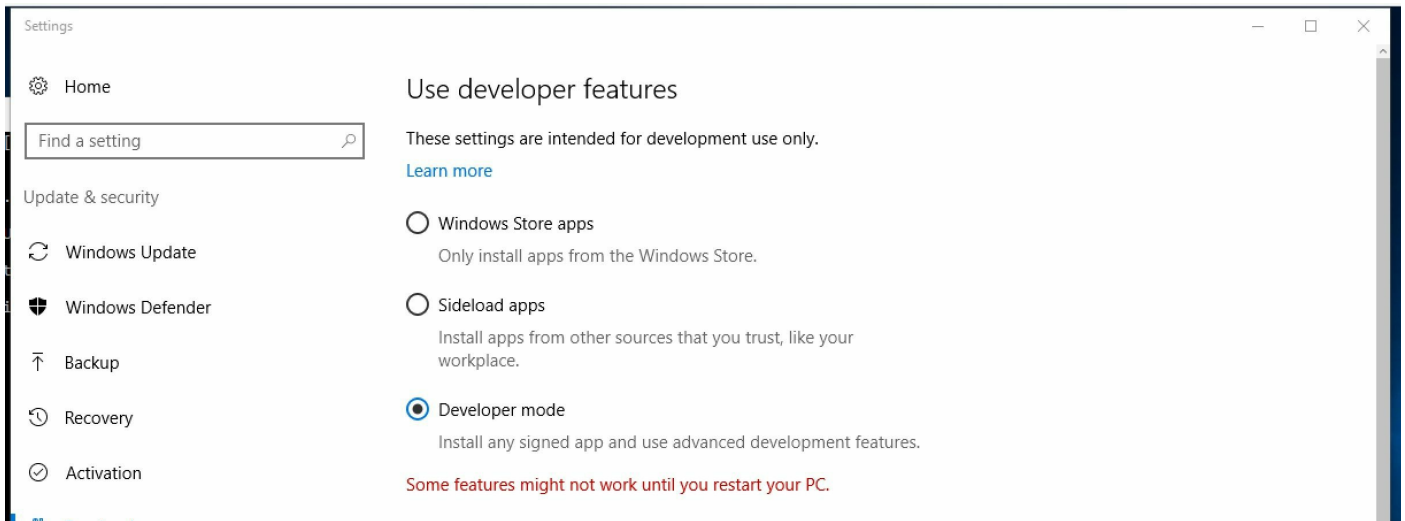 Settings
Home
Find a setting
Update & security
Windows Update
Windows Defender
Backup
Recovery
Activation
Use developer features
These settings are intended for development use only.
Learn more
Windows Store apps
Only install apps from the Windows Store.
Sideload apps
Install apps from other sources that you trust, like your
workplace.
Developer mode
Install any signed app and use advanced development features.
Some features might not work until you restart your PC.